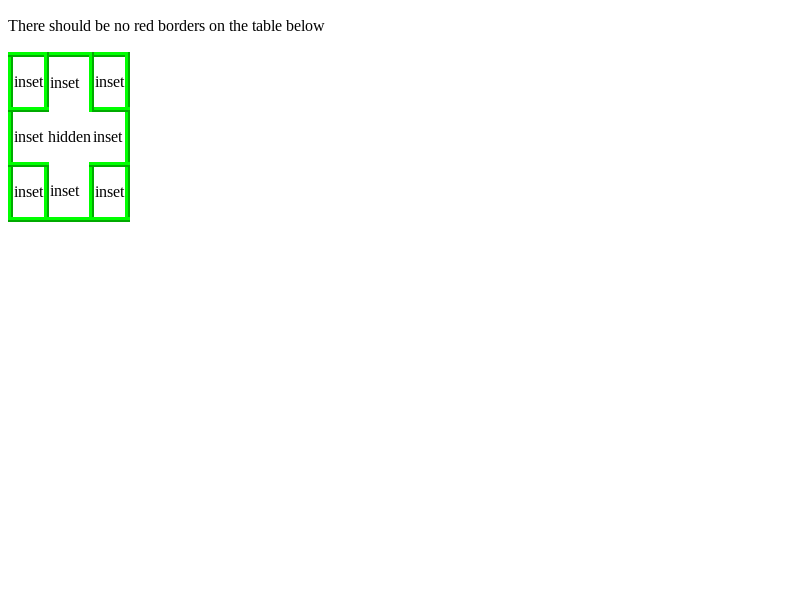 There should be no red borders on the table below
inset inset inset
inset hidden inset
inset inset inset